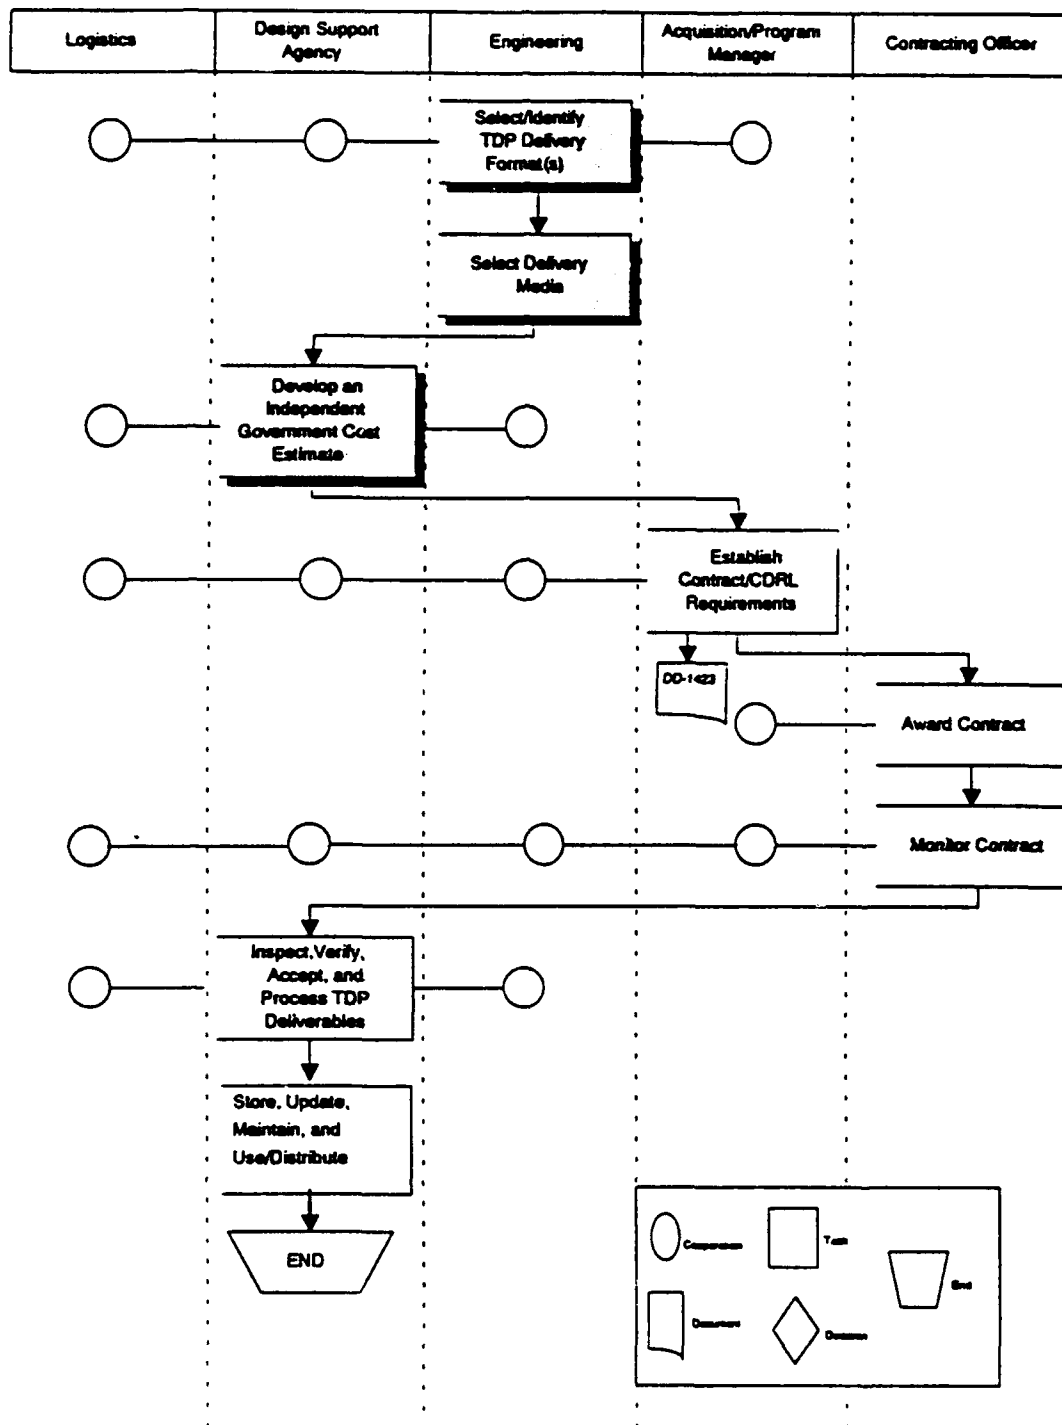 Logistics
Design Support
Agency
Engineering
Acquisition/Program
Manager
Contracting Officer
Select/Identify
TDP Delivery
Format(s)
Select Delivery
Media
Develop an
Independent
Government Cost
Estimate
Establish
Contract/CDRL
Requirements
DD-1423
Award Contract
Monitor Contract
Inspect,Verify,
Accept, and
Process TDP
Deliverables
Store, Update,
Maintain, and
Use/Distribute
END
Cooperation
Task
End
Document
Decision